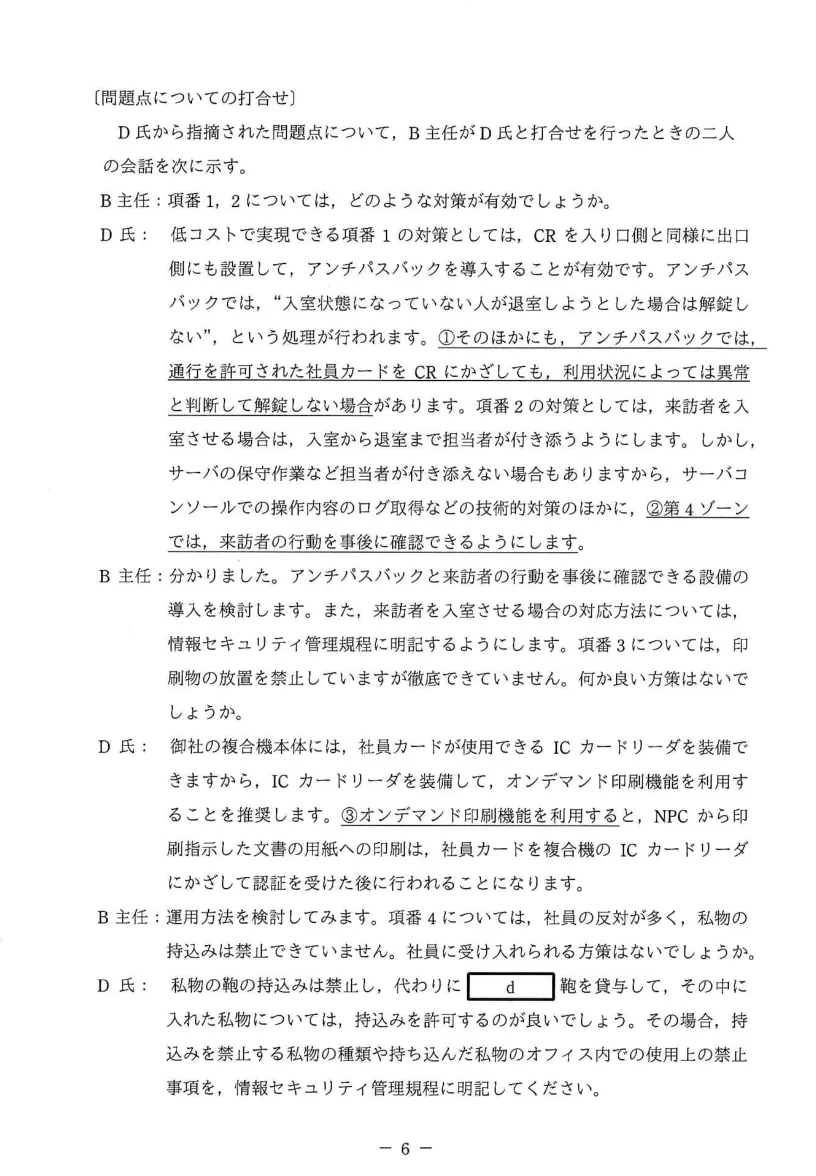 〔問題点についての打合せ〕
D 氏から指摘された問題点について，B 主任が D 氏と打合せを行ったときの二人
の会話を次に示す。
B 主任：項番 1，2 については，どのような対策が有効でしょうか。
D 氏： 低コストで実現できる項番 1 の対策としては，CR を入り口側と同様に出口
側にも設置して，アンチパスバックを導入することが有効です。アンチパス
バックでは，“入室状態になっていない人が退室しようとした場合は解錠し
ない”，という処理が行われます。①そのほかにも，アンチパスバックでは，
通行を許可された社員カードを CR にかざしても，利用状況によっては異常
と判断して解錠しない場合があります。項番 2 の対策としては，来訪者を入
室させる場合は，入室から退室まで担当者が付き添うようにします。しかし，
サーバの保守作業など担当者が付き添えない場合もありますから，サーバコ
ンソールでの操作内容のログ取得などの技術的対策のほかに，②第 4 ゾーン
では，来訪者の行動を事後に確認できるようにします。
B 主任：分かりました。アンチパスバックと来訪者の行動を事後に確認できる設備の
導入を検討します。また，来訪者を入室させる場合の対応方法については，
情報セキュリティ管理規程に明記するようにします。項番 3 については，印
刷物の放置を禁止していますが徹底できていません。何か良い方策はないで
しょうか。
D 氏： 御社の複合機本体には，社員カードが使用できる IC カードリーダを装備で
きますから，IC カードリーダを装備して，オンデマンド印刷機能を利用す
ることを推奨します。③オンデマンド印刷機能を利用すると，NPC から印
刷指示した文書の用紙への印刷は，社員カードを複合機の IC カードリーダ
にかざして認証を受けた後に行われることになります。
B 主任：運用方法を検討してみます。項番 4 については，社員の反対が多く，私物の
持込みは禁止できていません。社員に受け入れられる方策はないでしょうか。
D 氏： 私物の鞄の持込みは禁止し，代わりに d 鞄を貸与して，その中に
入れた私物については，持込みを許可するのが良いでしょう。その場合，持
込みを禁止する私物の種類や持ち込んだ私物のオフィス内での使用上の禁止
事項を，情報セキュリティ管理規程に明記してください。
－ 6 －